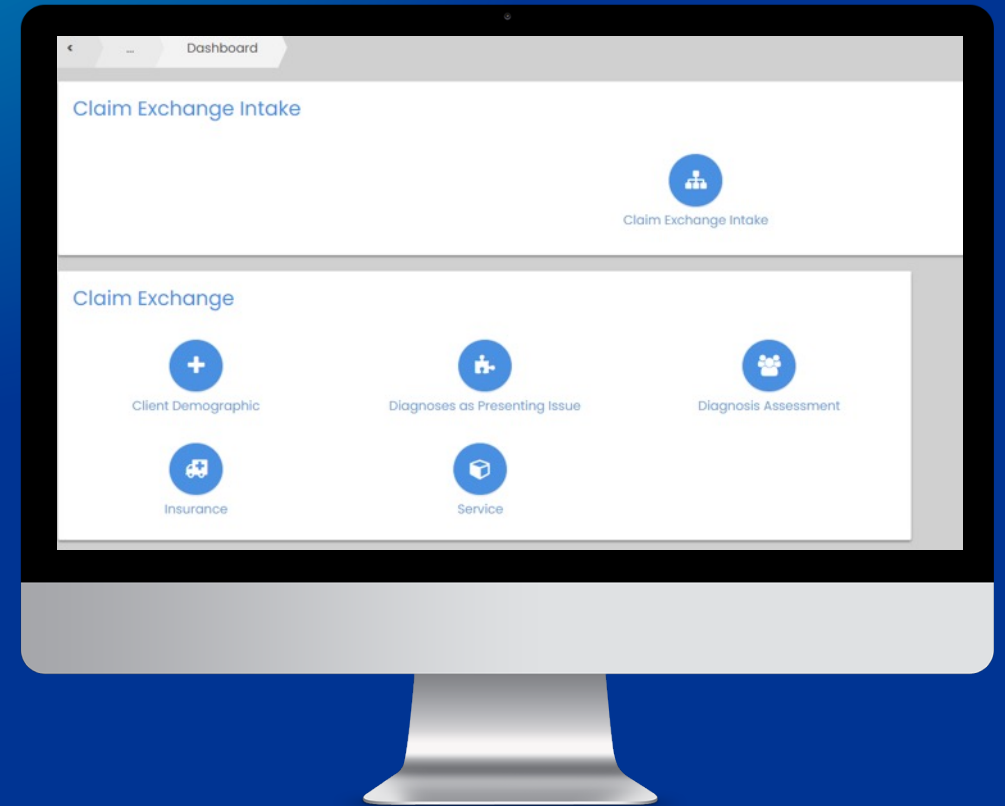 ... Dashboard
Claim Exchange Intake
Claim Exchange Intake
Claim Exchange
Client Demographic Diagnoses as Presenting Issue Diagnosis Assessment
Insurance Service